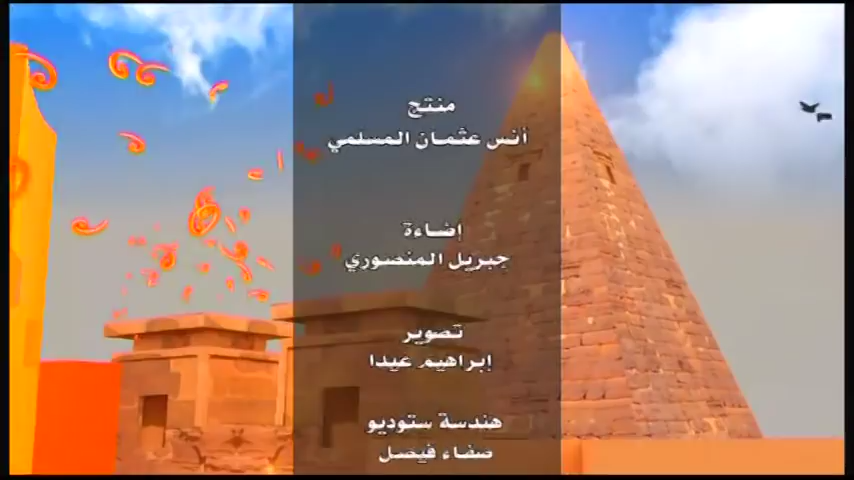 منتج
أنس عثمان المسلمي
إضاءة
جبريل المنصوري
تصوير
إبراهيم عيدا
هندسة ستوديو
صفاء فيصل